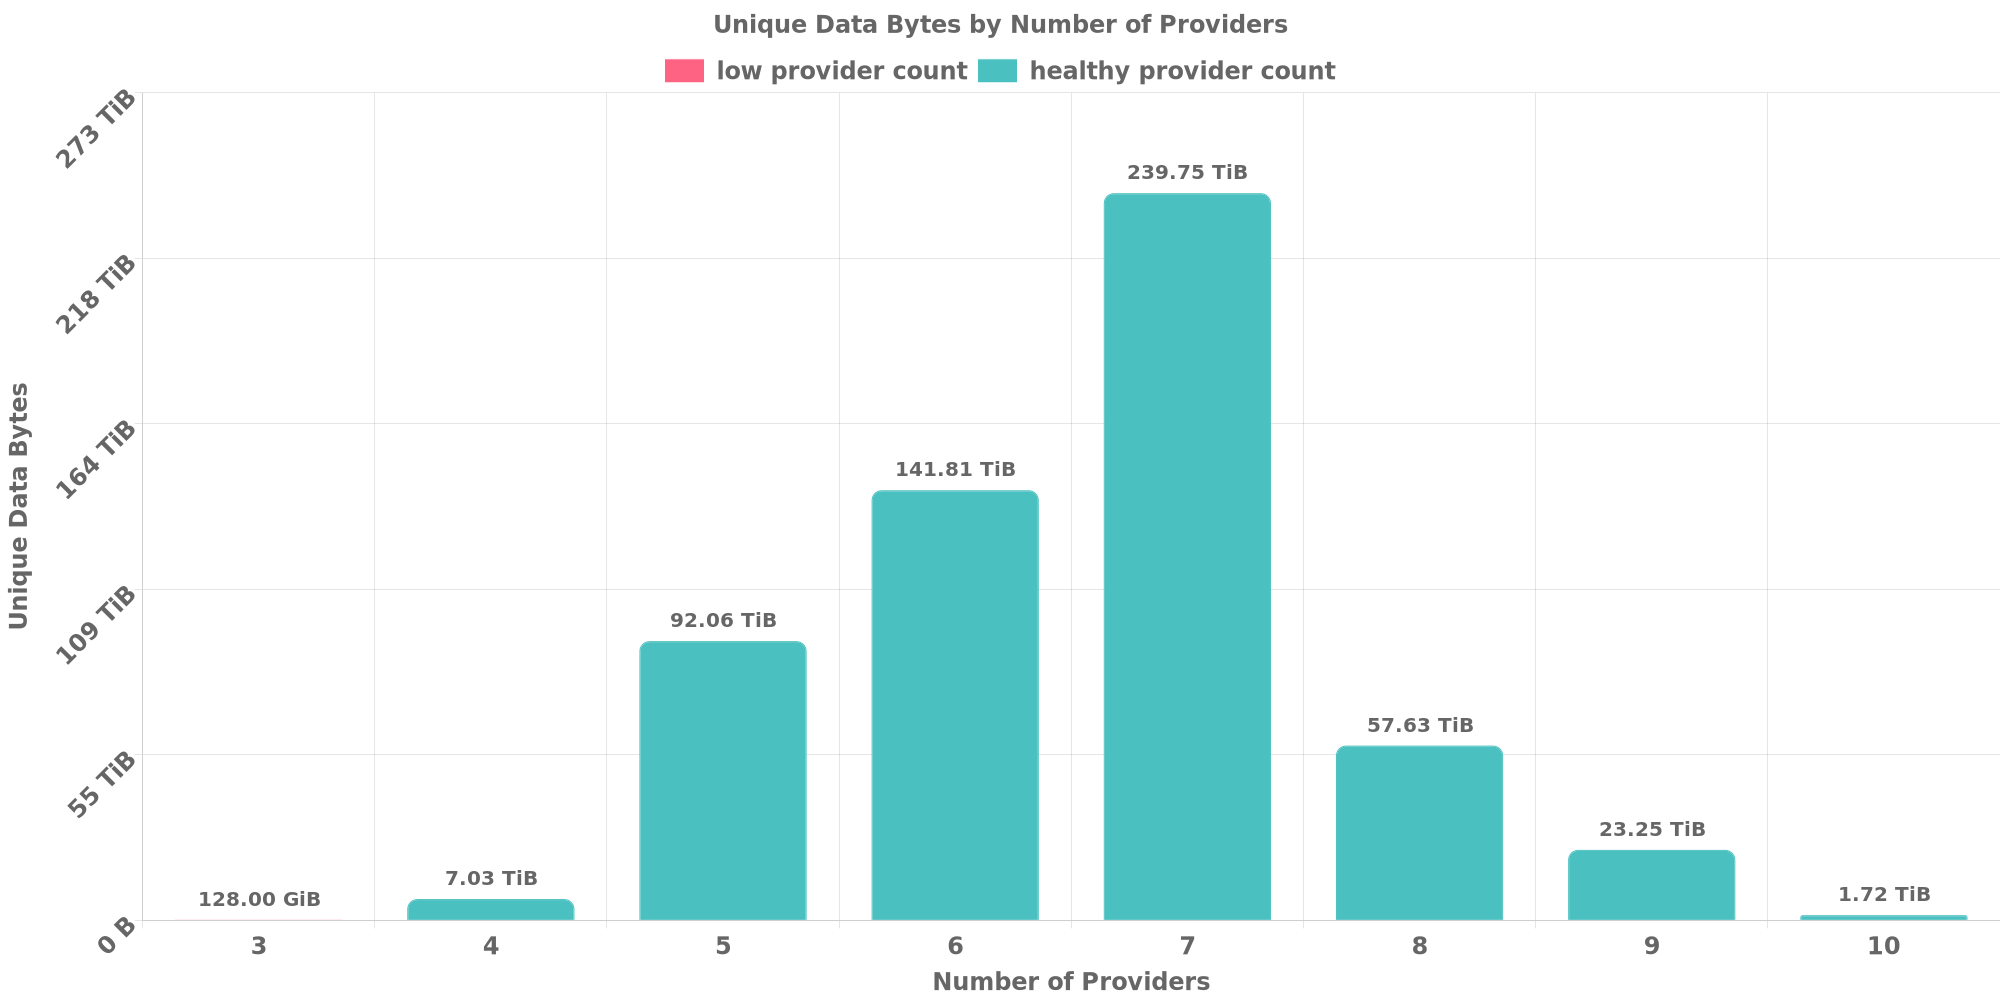 Unique Data Bytes by Number of Providers
low provider count healthy provider count
273 TiB
218 TiB
164 TiB
109 TiB
55 TiB
0 B
Unique Data Bytes
128.00 GiB
7.03 TiB
92.06 TiB
141.81 TiB
239.75 TiB
57.63 TiB
23.25 TiB
1.72 TiB
3 4 5 6 7 8 9 10
Number of Providers